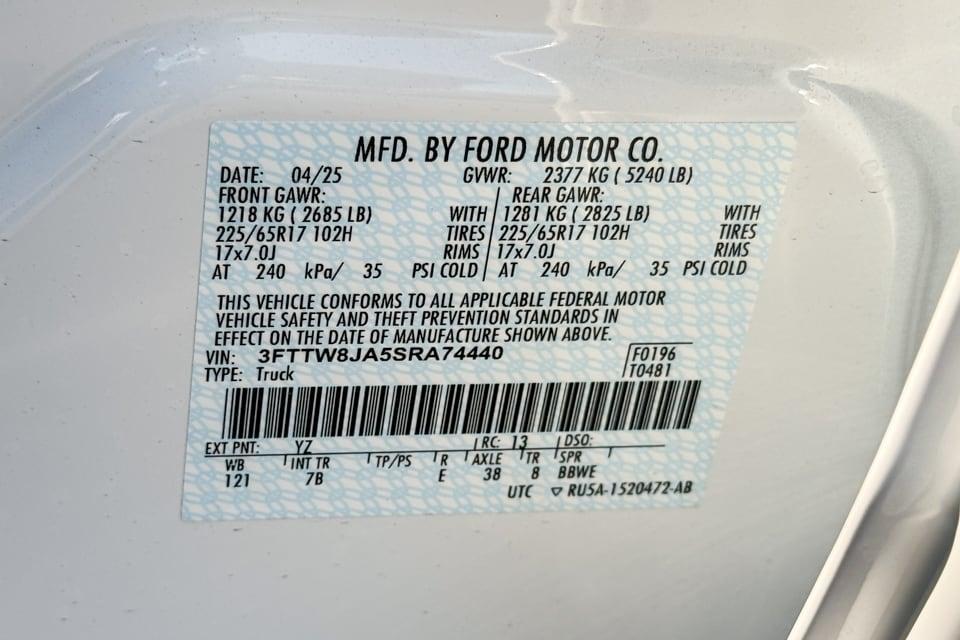 MFD. BY FORD MOTOR CO.
DATE: 04/25 GVWR: 2377 KG ( 5240 LB)
FRONT GAWR: REAR GAWR:
1218 KG ( 2685 LB) WITH 1281 KG ( 2825 LB) WITH
225/65R17 102H TIRES 225/65R17 102H TIRES
17x7.0J RIMS 17x7.0J RIMS
AT 240 kPa/ 35 PSI COLD AT 240 kPa/ 35 PSI COLD
THIS VEHICLE CONFORMS TO ALL APPLICABLE FEDERAL MOTOR
VEHICLE SAFETY AND THEFT PREVENTION STANDARDS IN
EFFECT ON THE DATE OF MANUFACTURE SHOWN ABOVE.
VIN: 3FTTW8JA5SRA74440 F0196
TYPE: Truck T0481
EXT PNT: YZ RC: 13 DSO:
WB INT TR TP/PS R AXLE TR SPR
121 7B E 38 8 BBWE
UTC ▽ RU5A-1520472-AB